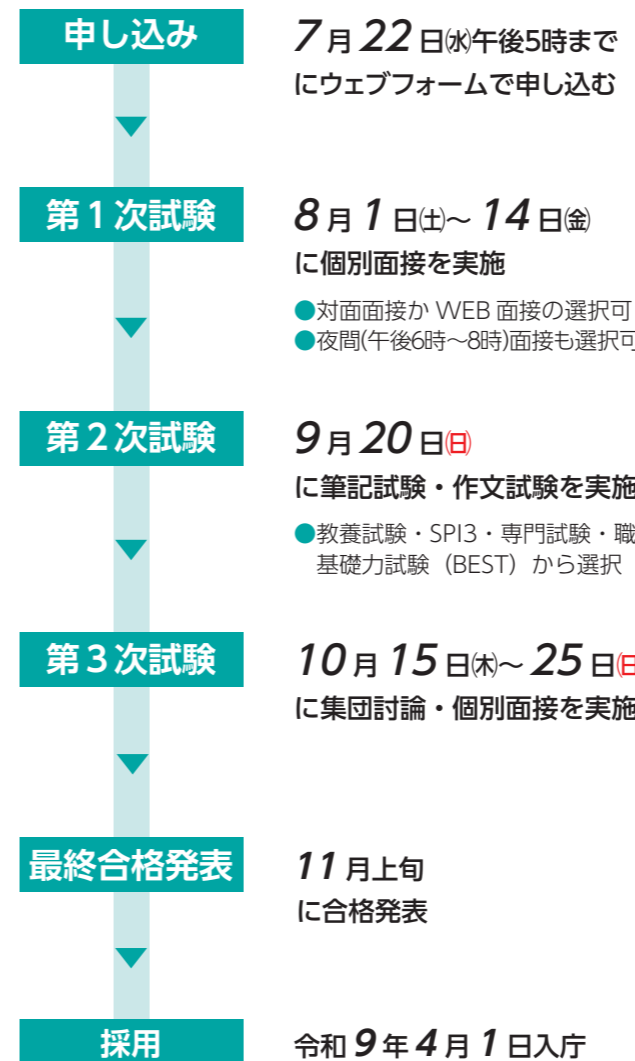 申し込み
7月22日㈬午後5時まで
にウェブフォームで申し込む
第1次試験
8月1日㈯～14日㈮
に個別面接を実施
●対面面接か WEB 面接の選択可
●夜間(午後6時～8時)面接も選択可
第2次試験
9月20日㈰
に筆記試験・作文試験を実施
●教養試験・SPI3・専門試験・職
基礎力試験（BEST）から選択
第3次試験
10月15日㈭～25日㈰
に集団討論・個別面接を実施
最終合格発表
11月上旬
に合格発表
採用
令和9年4月1日入庁